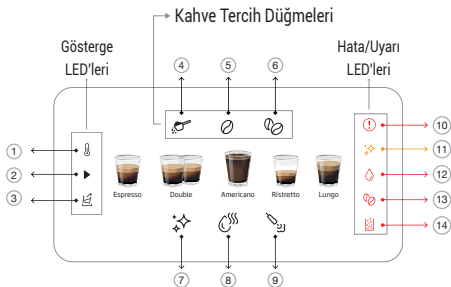 Kahve Tercih Düğmeleri
Gösterge
LED'leri
Hata/Uyarı
LED'leri
4 5 6
1
2
3
10
11
12
13
14
Espresso Double Americano Ristretto Lungo
7 8 9